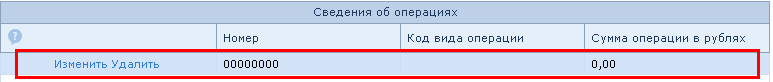 Сведения об операциях
? Номер Код вида операции Сумма операции в рублях
Изменить Удалить 00000000 0,00